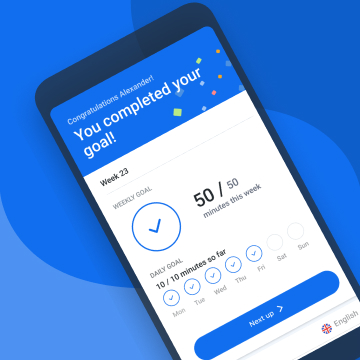 Congratulations Alexander!
You completed your
goal!
Week 23
WEEKLY GOAL
50 / 50
minutes this week
DAILY GOAL
10 / 10 minutes so far
Mon Tue Wed Thu Fri Sat Sun
Next up
English